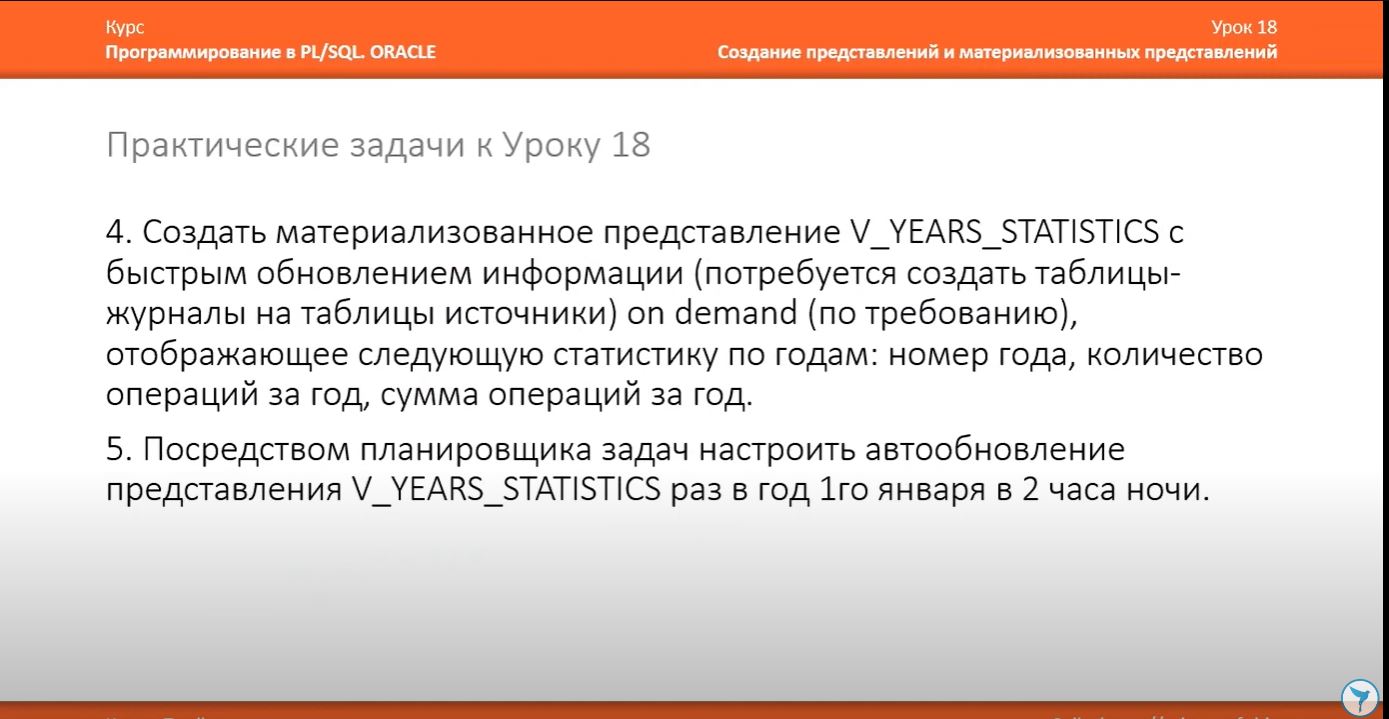 Курс
Урок 18
Программирование в PL/SQL. ORACLE
Создание представлений и материализованных представлений
Практические задачи к Уроку 18
4. Создать материализованное представление V_YEARS_STATISTICS с
быстрым обновлением информации (потребуется создать таблицы-
журналы на таблицы источники) on demand (по требованию),
отображающее следующую статистику по годам: номер года, количество
операций за год, сумма операций за год.
5. Посредством планировщика задач настроить автообновление
представления V_YEARS_STATISTICS раз в год 1го января в 2 часа ночи.